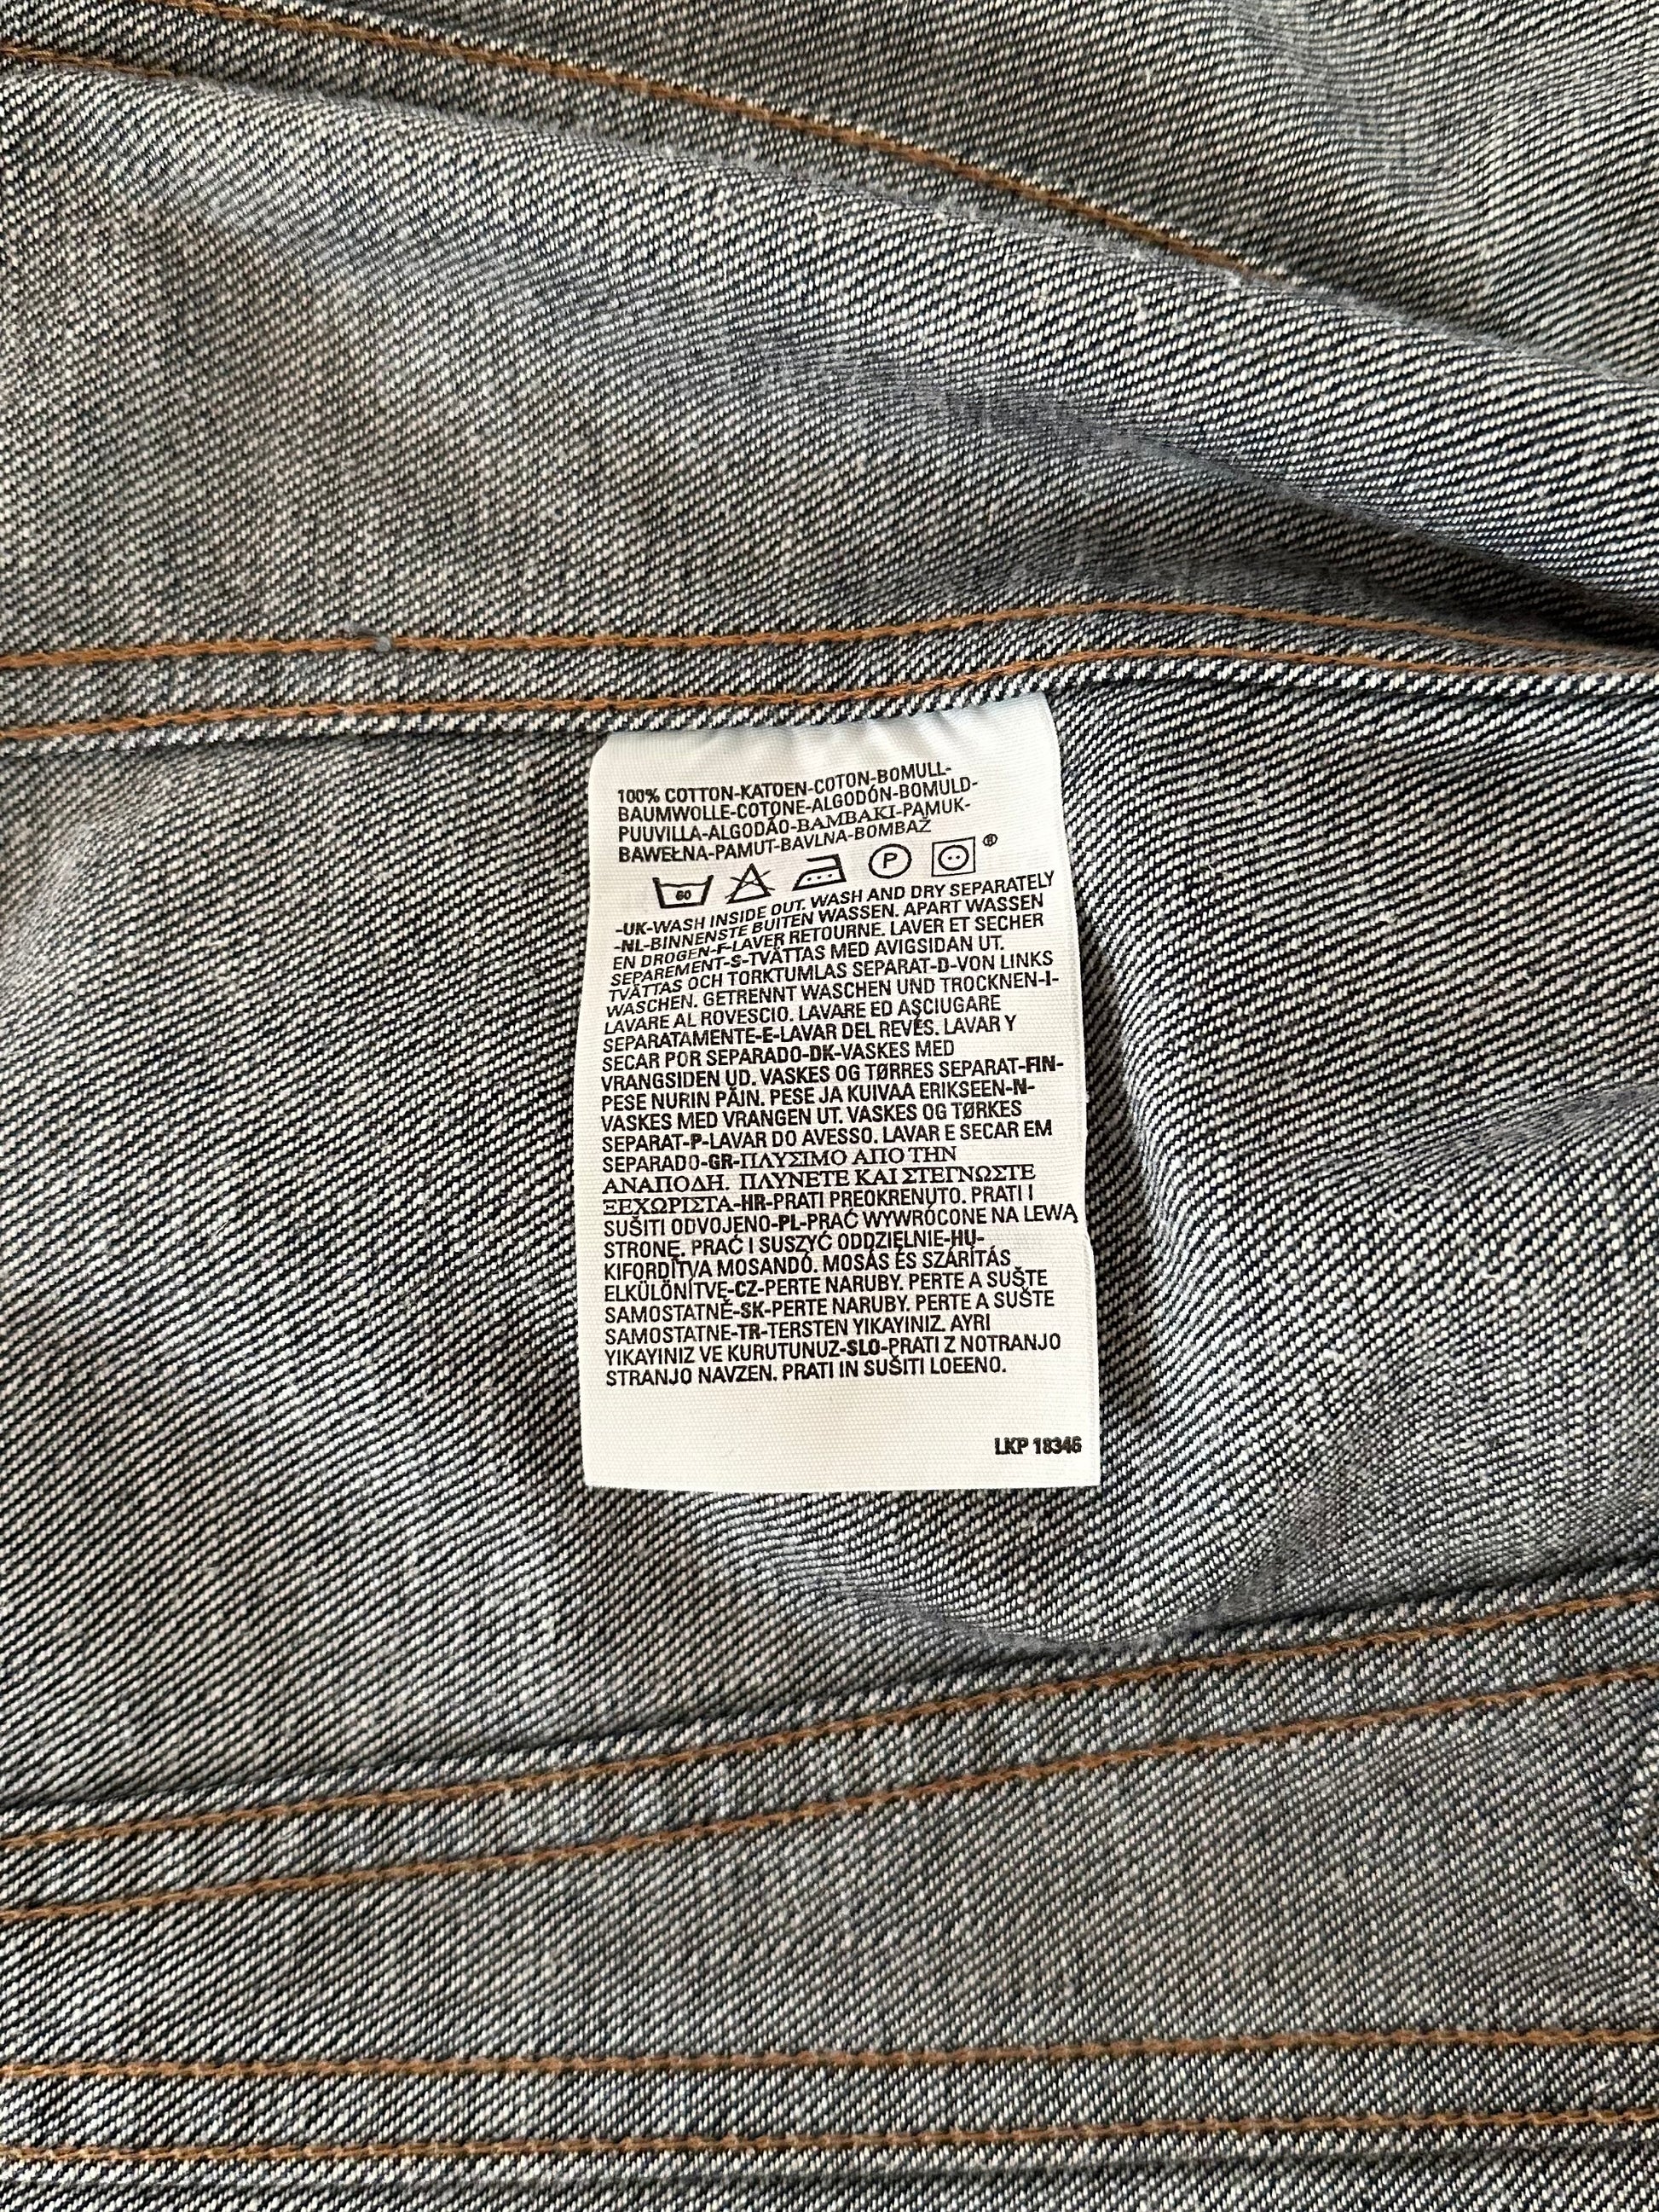 100% COTTON-KATOEN-COTON-BOMULL-
BAUMWOLLE-COTONE-ALGODÓN-BOMULD-
PUUVILLA-ALGODÃO-BAMBAKI-PAMUK-
BAWEŁNA-PAMUT-BAVLNA-BOMBAŽ
60 P ®
-UK-WASH INSIDE OUT. WASH AND DRY SEPARATELY
-NL-BINNENSTE BUITEN WASSEN. APART WASSEN
EN DROGEN-F-LAVER RETOURNE. LAVER ET SECHER
SEPAREMENT-S-TVÄTTAS MED AVIGSIDAN UT.
TVÄTTAS OCH TORKTUMLAS SEPARAT-D-VON LINKS
WASCHEN. GETRENNT WASCHEN UND TROCKNEN-I-
LAVARE AL ROVESCIO. LAVARE ED ASCIUGARE
SEPARATAMENTE-E-LAVAR DEL REVÉS. LAVAR Y
SECAR POR SEPARADO-DK-VASKES MED
VRANGSIDEN UD. VASKES OG TØRRES SEPARAT-FIN-
PESE NURIN PÄIN. PESE JA KUIVAA ERIKSEEN-N-
VASKES MED VRANGEN UT. VASKES OG TØRKES
SEPARAT-P-LAVAR DO AVESSO. LAVAR E SECAR EM
SEPARADO-GR-ΠΛΥΣΙΜΟ ΑΠΟ ΤΗΝ
ΑΝΑΠΟΔΗ. ΠΛΥΝΕΤΕ ΚΑΙ ΣΤΕΓΝΩΣΤΕ
ΞΕΧΩΡΙΣΤΑ-HR-PRATI PREOKRENUTO. PRATI I
SUŠITI ODVOJENO-PL-PRAĆ WYWRÓCONE NA LEWĄ
STRONĘ. PRAĆ I SUSZYĆ ODDZIELNIE-HU-
KIFORDÍTVA MOSANDÓ. MOSÁS ÉS SZÁRÍTÁS
ELKÜLÖNÍTVE-CZ-PERTE NARUBY. PERTE A SUŠTE
SAMOSTATNĚ-SK-PERTE NARUBY. PERTE A SUŠTE
SAMOSTATNE-TR-TERSTEN YIKAYINIZ. AYRI
YIKAYINIZ VE KURUTUNUZ-SLO-PRATI Z NOTRANJO
STRANJO NAVZEN. PRATI IN SUŠITI LOEENO.
LKP 18346